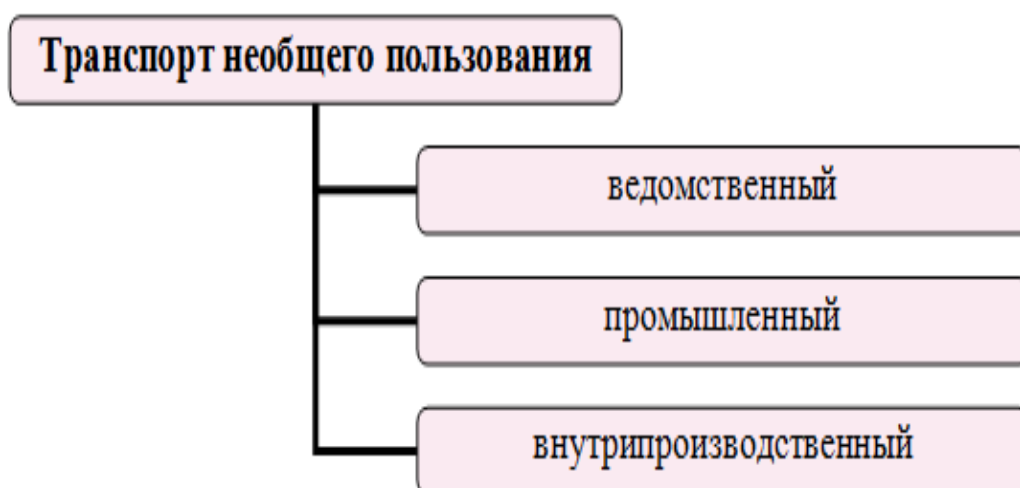 Транспорт необщего пользования
ведомственный
промышленный
внутрипроизводственный